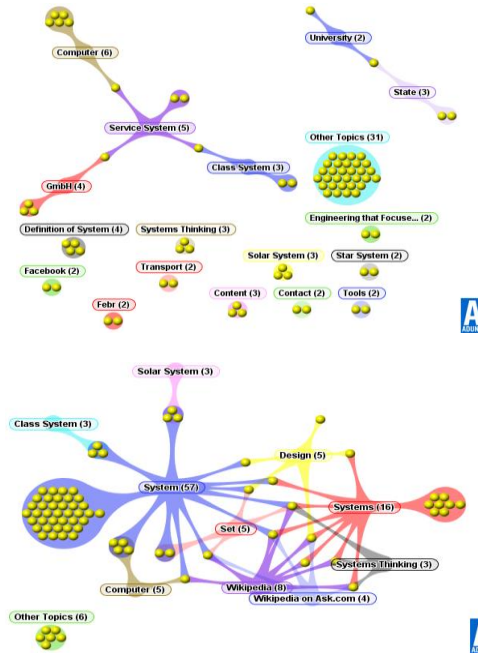 University (2)
Computer (6)
State (3)
Service System (5)
Other Topics (31)
Class System (3)
GmbH (4)
Engineering that Focuse... (2)
Definition of System (4)
Systems Thinking (3)
Solar System (3)
Star System (2)
Facebook (2)
Transport (2)
Content (3)
Contact (2)
Tools (2)
Febr (2)
Solar System (3)
Class System (3)
Design (5)
System (57)
Systems (16)
Set (5)
Systems Thinking (3)
Computer (5)
Wikipedia (8)
Wikipedia on Ask.com (4)
Other Topics (6)